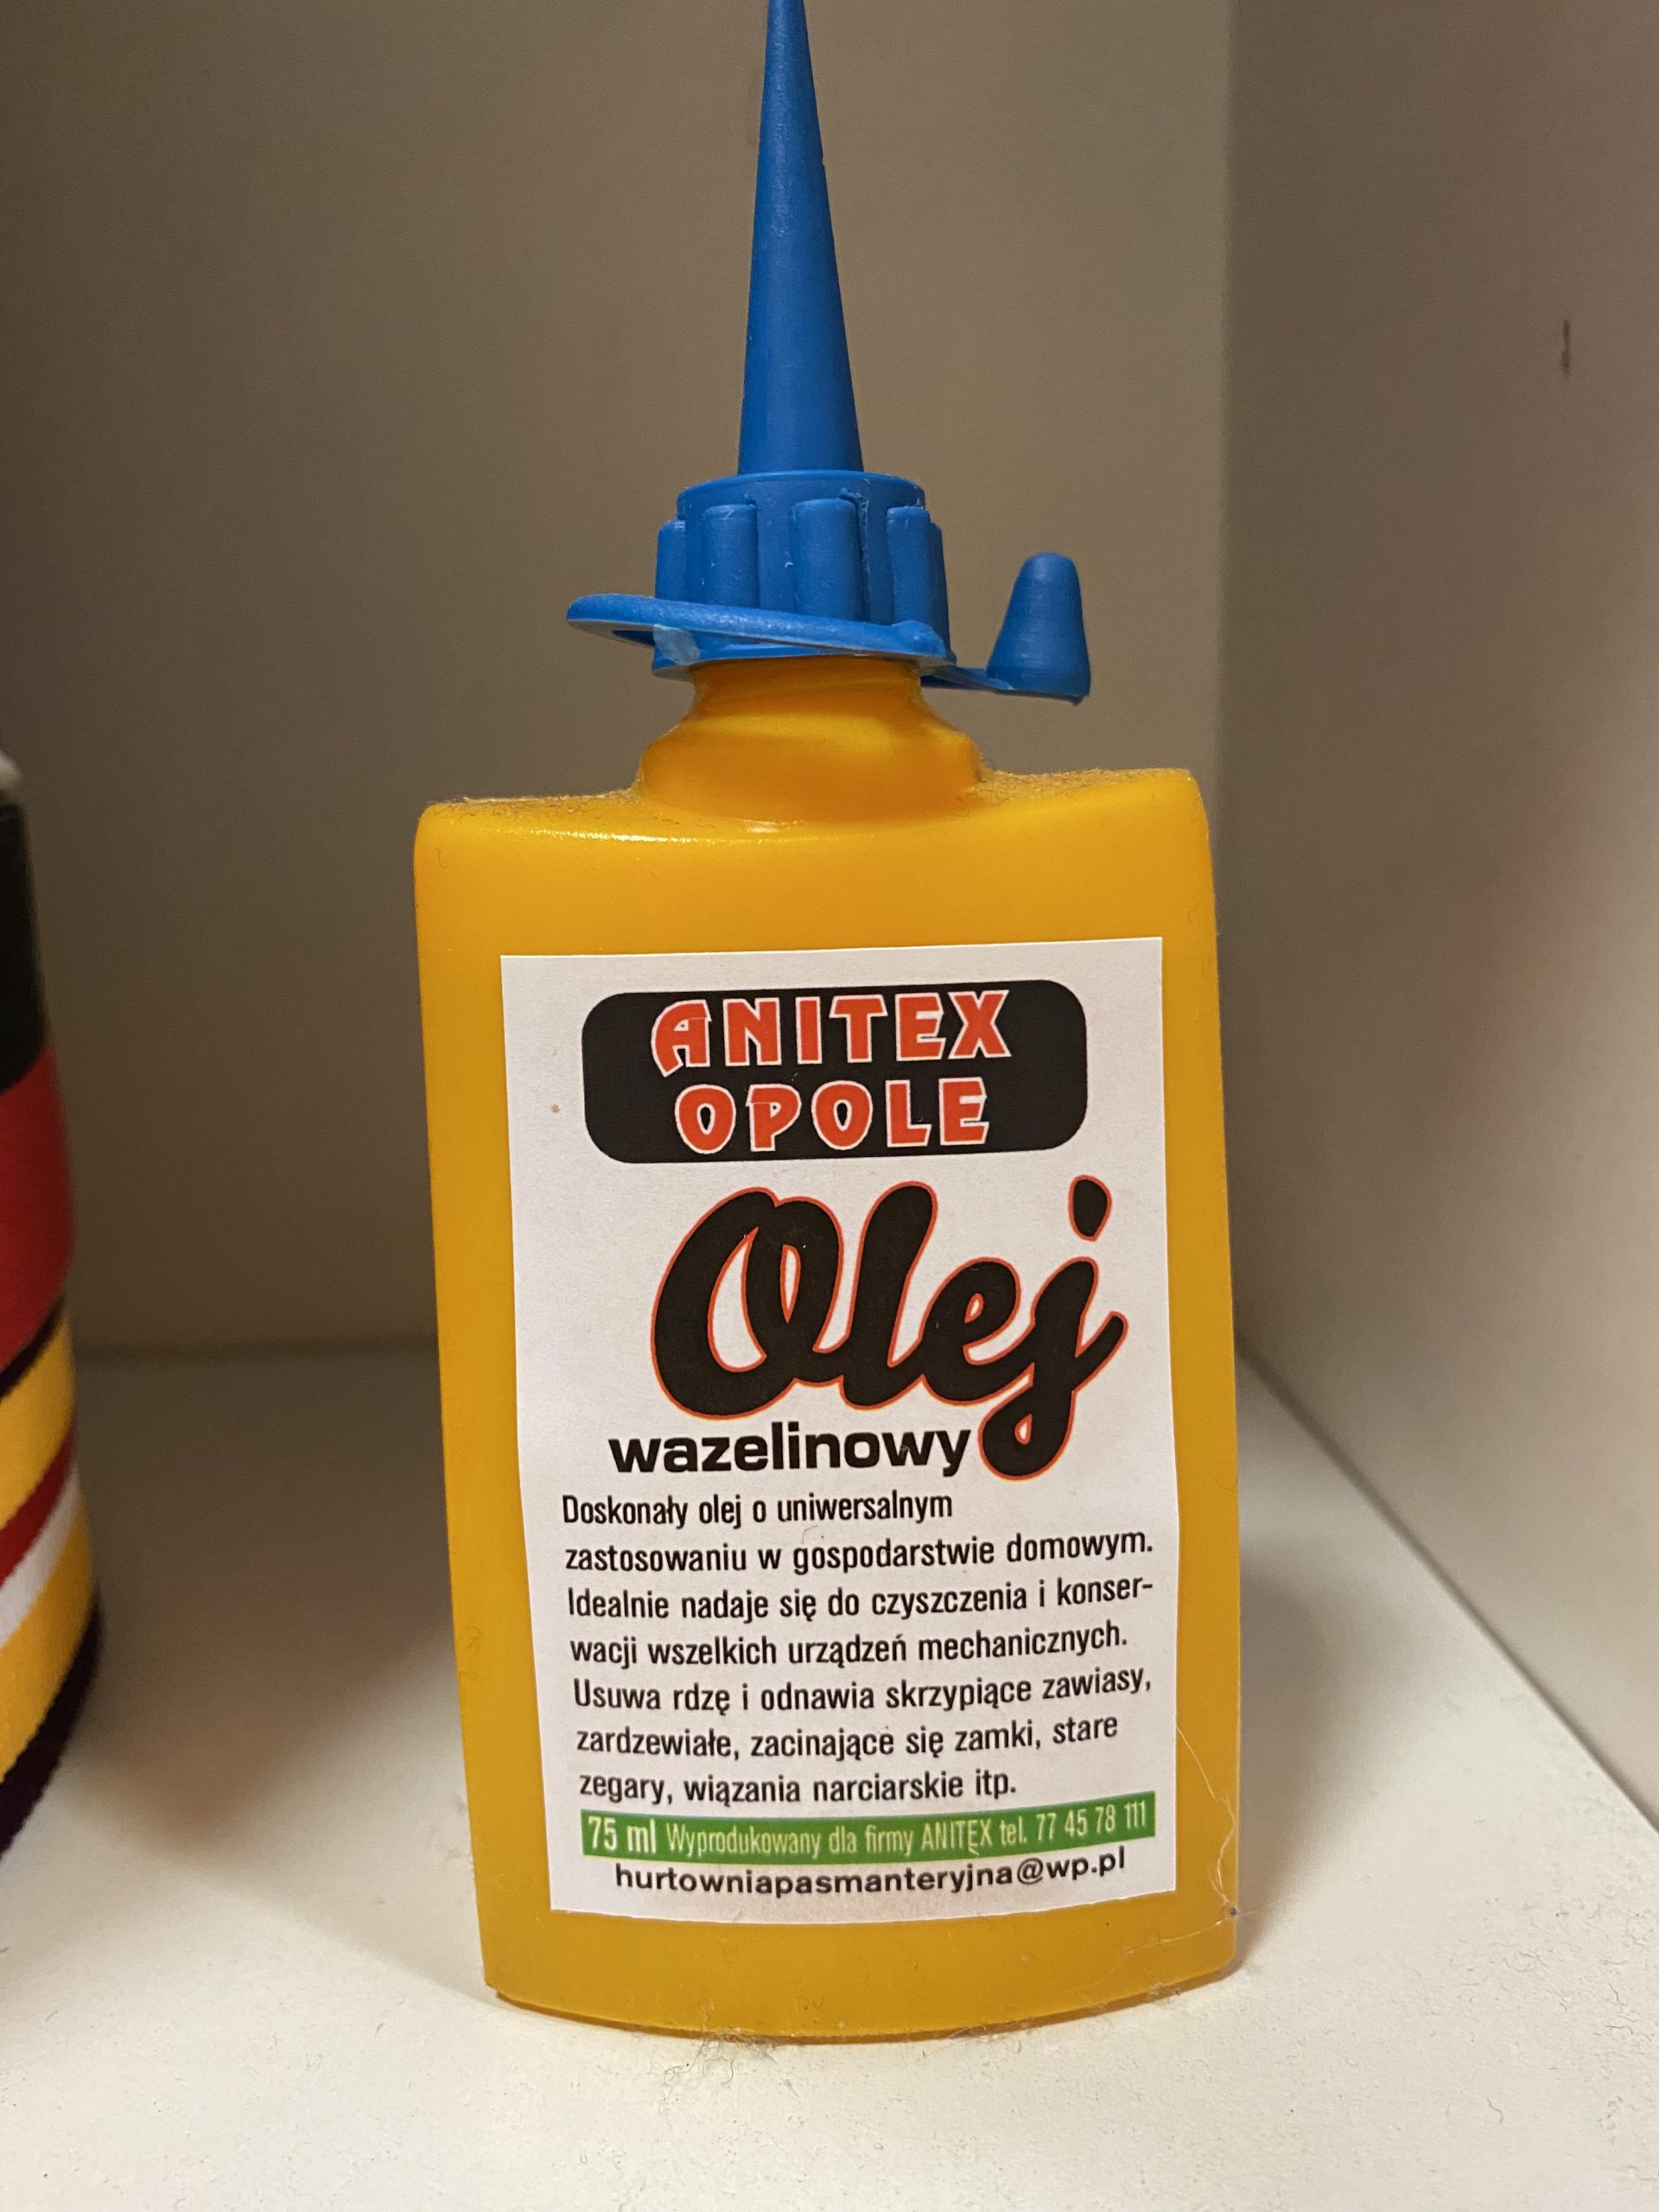 ANITEX
OPOLE
Olej
wazelinowy
Doskonały olej o uniwersalnym
zastosowaniu w gospodarstwie domowym.
Idealnie nadaje się do czyszczenia i konser-
wacji wszelkich urządzeń mechanicznych.
Usuwa rdzę i odnawia skrzypiące zawiasy,
zardzewiałe, zacinające się zamki, stare
zegary, wiązania narciarskie itp.
75 ml Wyprodukowany dla firmy ANITEX tel. 77 45 78 111
hurtowniapasmanteryjna@wp.pl